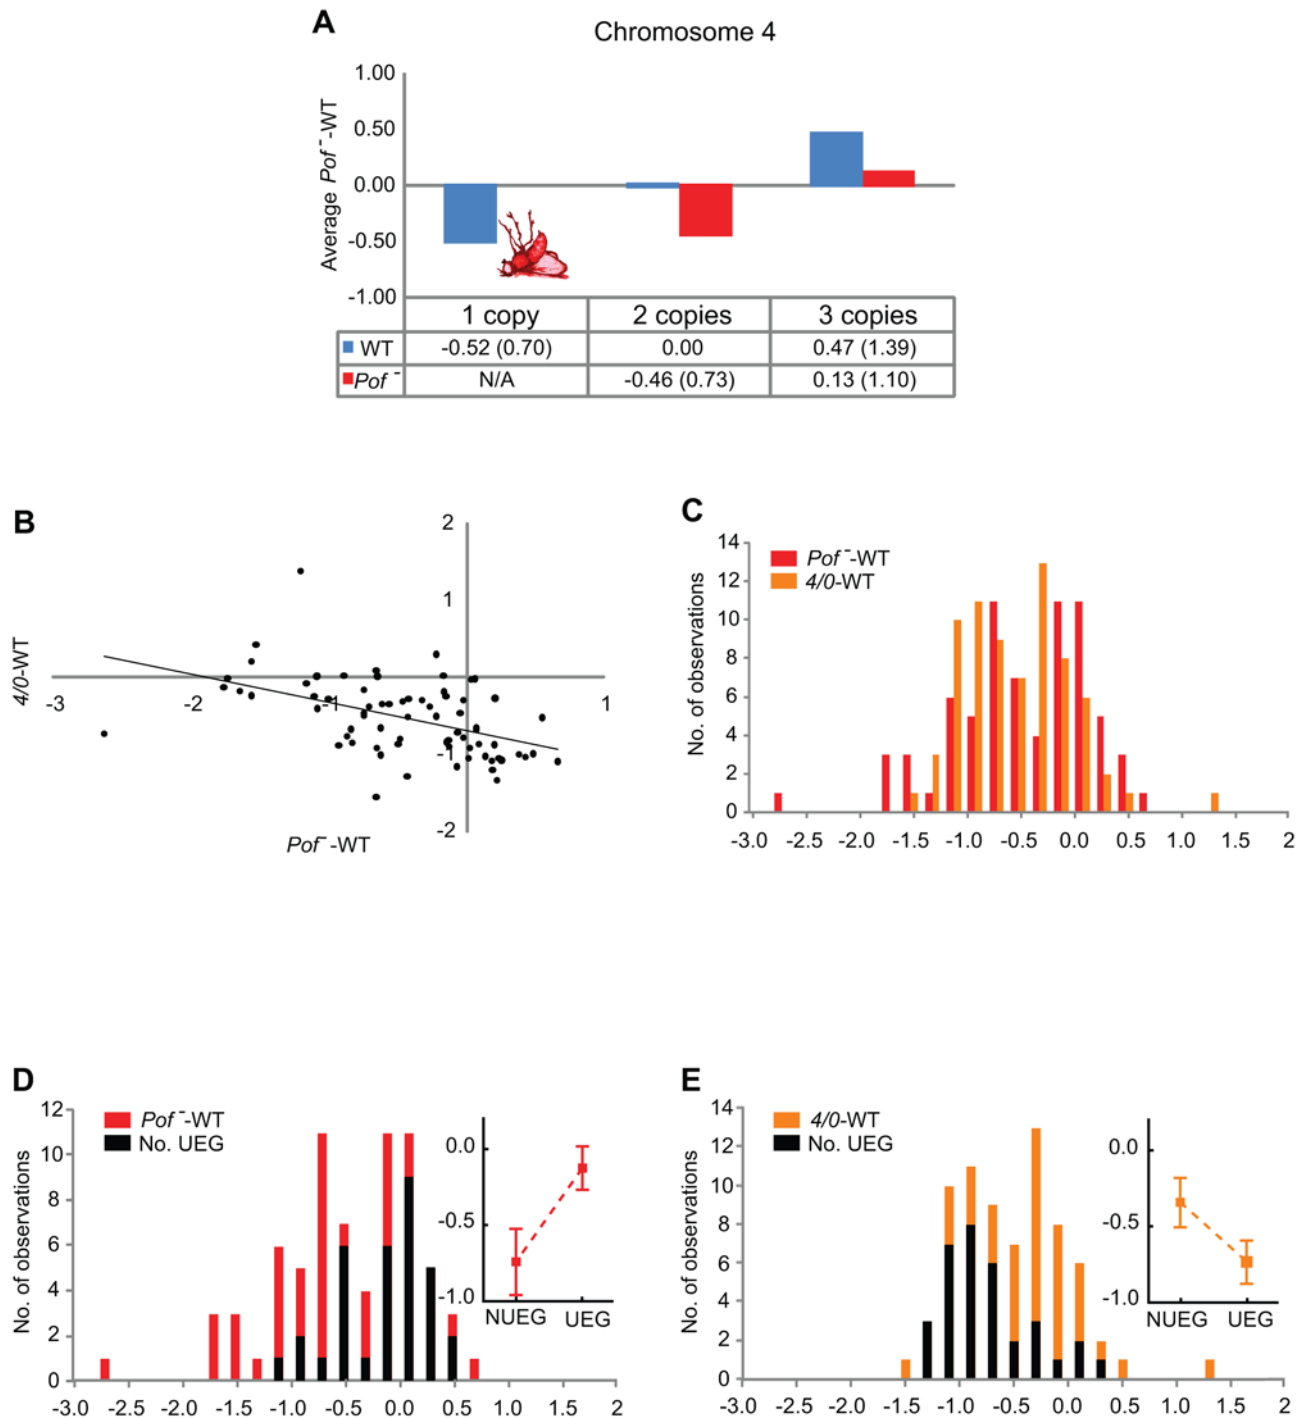 A
Chromosome 4
Average Pof⁻-WT
1.00
0.50
0.00
-0.50
-1.00
1 copy 2 copies 3 copies
WT -0.52 (0.70) 0.00 0.47 (1.39)
Pof⁻ N/A -0.46 (0.73) 0.13 (1.10)
B
4/0-WT
2
1
-3 -2 -1 1
-1
-2
Pof⁻-WT
C
No. of observations
14
12
10
8
6
4
2
0
Pof⁻-WT
4/0-WT
-3.0 -2.5 -2.0 -1.5 -1.0 -0.5 0.0 0.5 1.0 1.5 2
D
No. of observations
12
10
8
6
4
2
0
Pof⁻-WT
No. UEG
0.0
-0.5
-1.0
NUEG UEG
-3.0 -2.5 -2.0 -1.5 -1.0 -0.5 0.0 0.5 1.0 1.5 2
E
No. of observations
14
12
10
8
6
4
2
0
4/0-WT
No. UEG
0.0
-0.5
-1.0
NUEG UEG
-3.0 -2.5 -2.0 -1.5 -1.0 -0.5 0.0 0.5 1.0 1.5 2